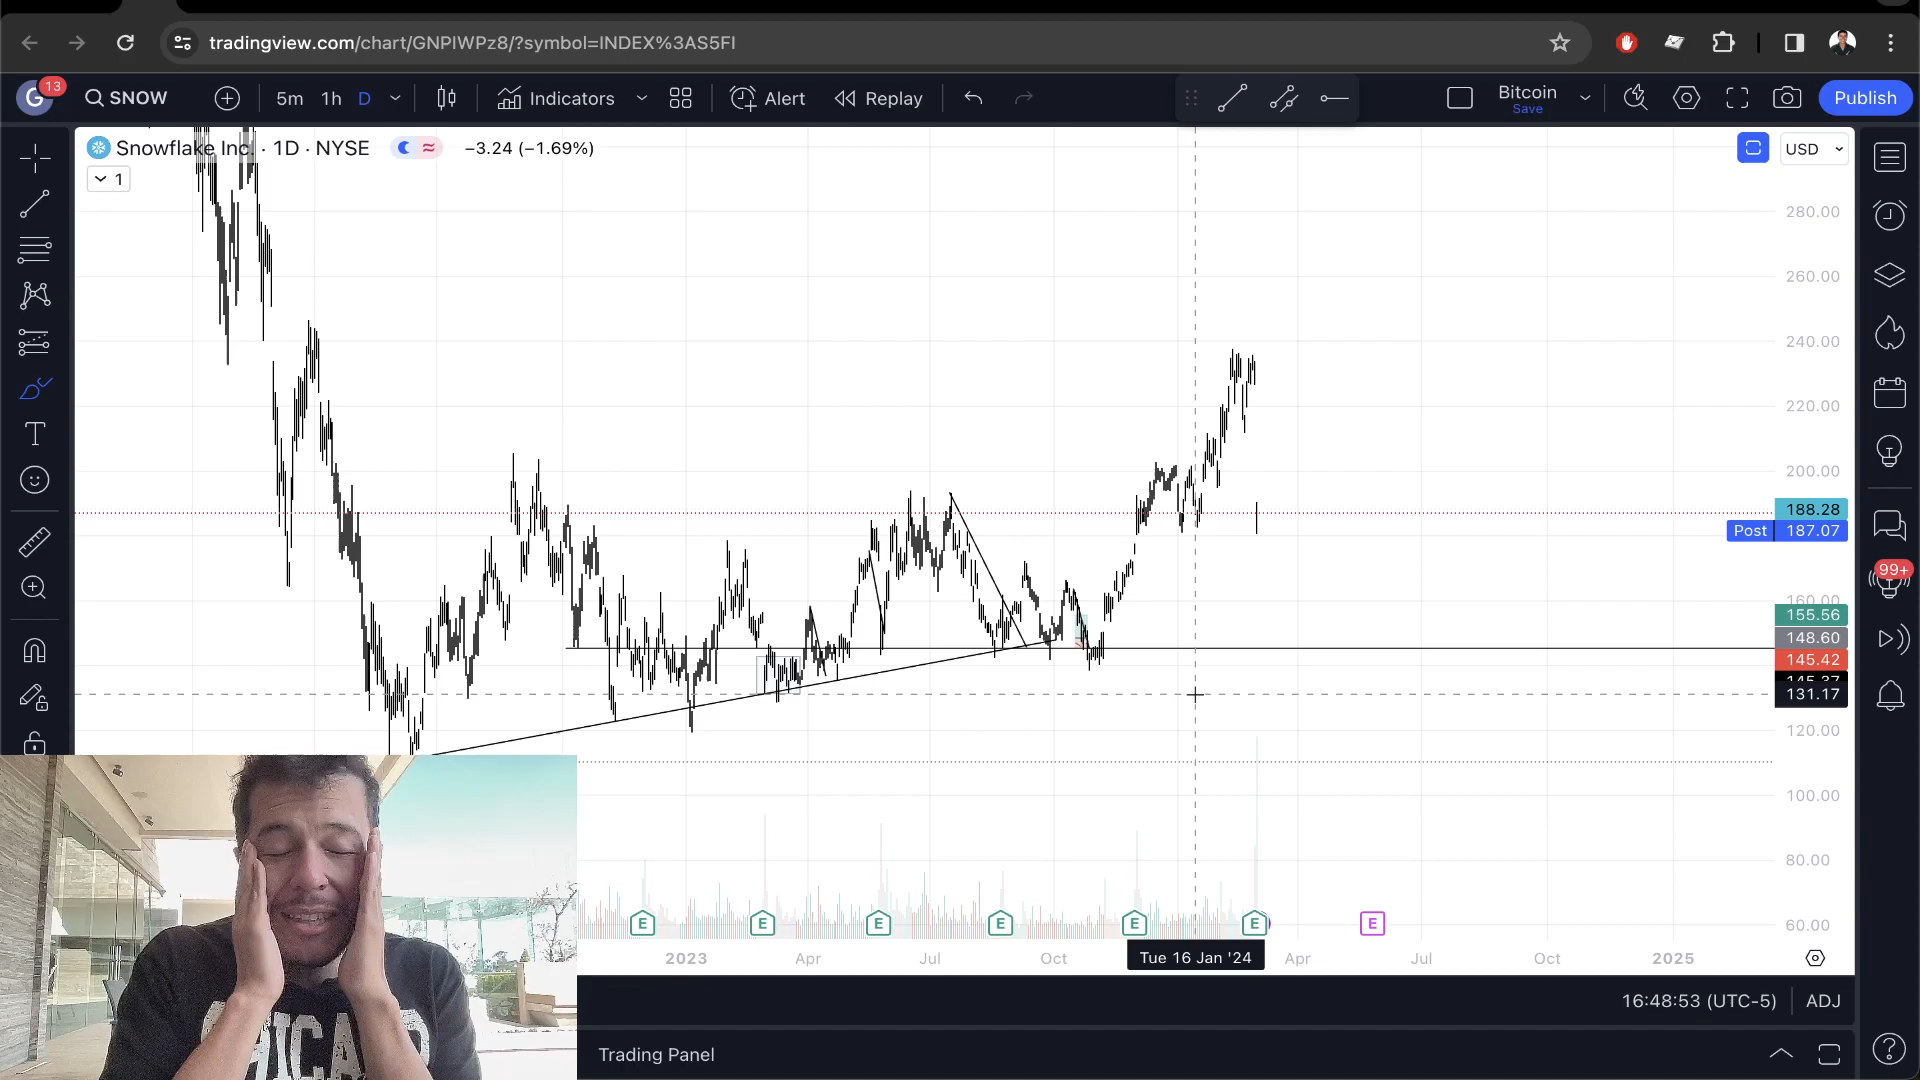 tradingview.com/chart/GNPIWPz8/?symbol=INDEX%3AS5FI
G 13 SNOW 5m 1h D Indicators Alert Replay Bitcoin Save Publish
Snowflake Inc. · 1D · NYSE −3.24 (−1.69%) USD
1
280.00
260.00
240.00
220.00
200.00
188.28
Post 187.07
99+
160.00
155.56
148.60
145.42
145.37
131.17
120.00
100.00
80.00
E E E E E E E
60.00
2023 Apr Jul Oct Tue 16 Jan '24 Apr Jul Oct 2025
16:48:53 (UTC-5) ADJ
Trading Panel